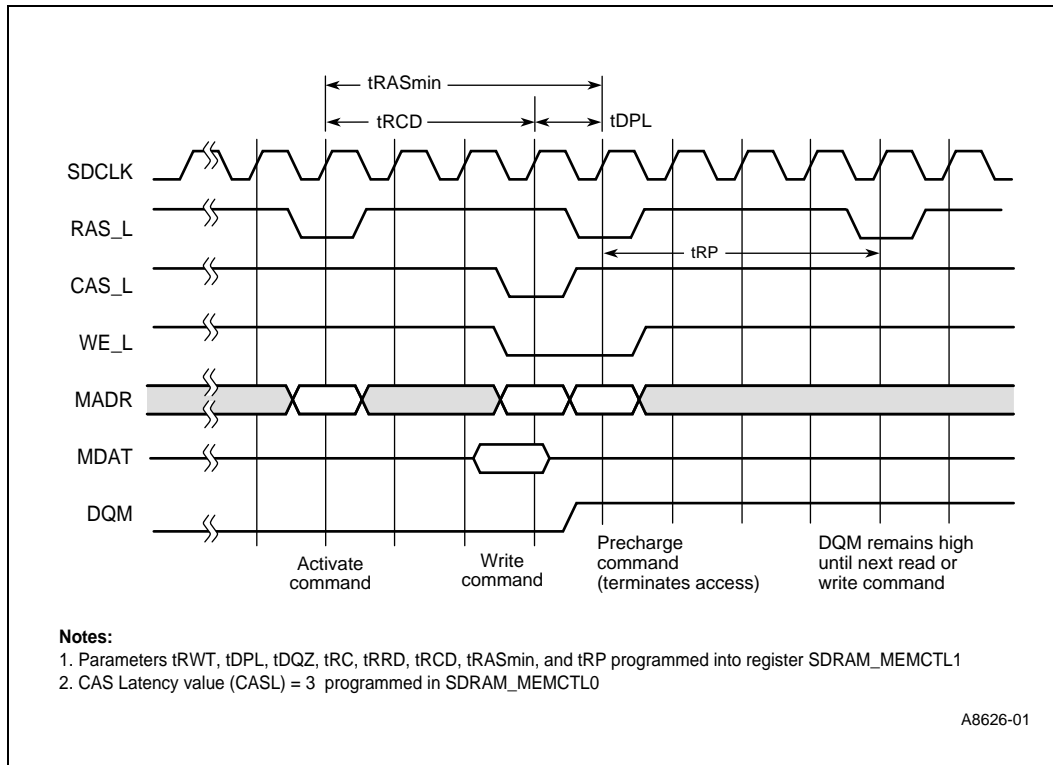 tRASmin
tRCD
tDPL
SDCLK
RAS_L
tRP
CAS_L
WE_L
MADR
MDAT
DQM
Activate
command
Write
command
Precharge
command
(terminates access)
DQM remains high
until next read or
write command
Notes:
1. Parameters tRWT, tDPL, tDQZ, tRC, tRRD, tRCD, tRASmin, and tRP programmed into register SDRAM_MEMCTL1
2. CAS Latency value (CASL) = 3 programmed in SDRAM_MEMCTL0
A8626-01